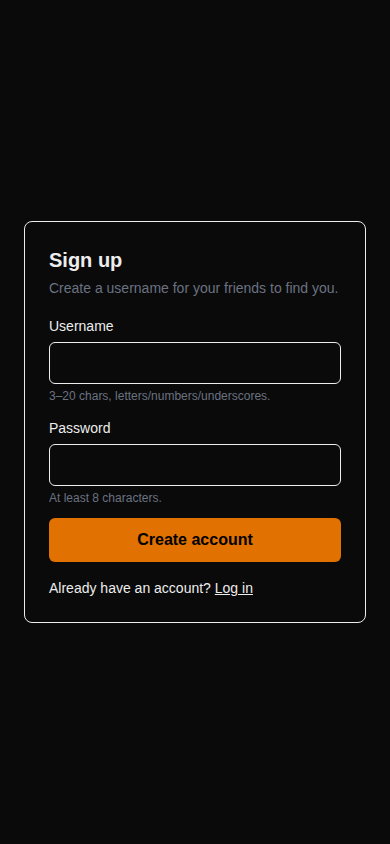 Sign up
Create a username for your friends to find you.
Username
3–20 chars, letters/numbers/underscores.
Password
At least 8 characters.
Create account
Already have an account? Log in